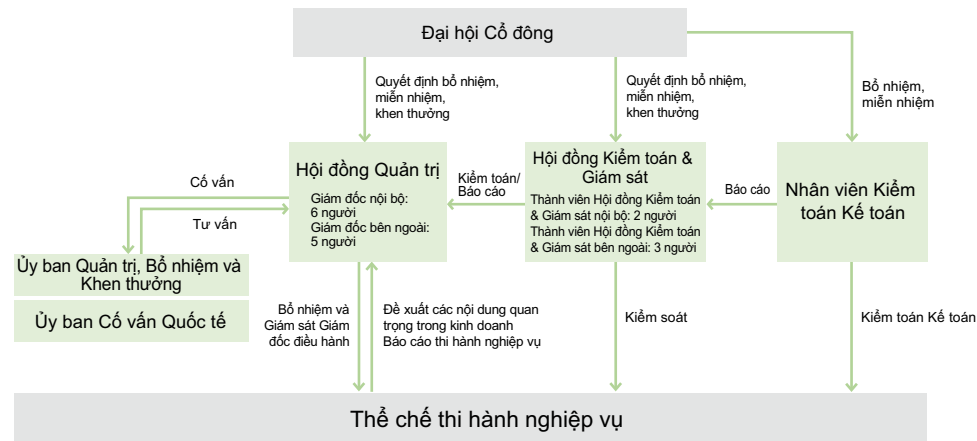 Đại hội Cổ đông
Quyết định bổ nhiệm,
miễn nhiệm,
khen thưởng
Quyết định bổ nhiệm,
miễn nhiệm,
khen thưởng
Bổ nhiệm,
miễn nhiệm
Hội đồng Quản trị
Giám đốc nội bộ:
6 người
Giám đốc bên ngoài:
5 người
Kiểm toán/
Báo cáo
Hội đồng Kiểm toán &
Giám sát
Thành viên Hội đồng Kiểm toán
& Giám sát nội bộ: 2 người
Thành viên Hội đồng Kiểm toán
& Giám sát bên ngoài: 3 người
Báo cáo
Nhân viên Kiểm
toán Kế toán
Cố vấn
Tư vấn
Ủy ban Quản trị, Bổ nhiệm và
Khen thưởng
Ủy ban Cố vấn Quốc tế
Bổ nhiệm và
Giám sát Giám
đốc điều hành
Đề xuất các nội dung quan
trọng trong kinh doanh
Báo cáo thi hành nghiệp vụ
Kiểm soát
Kiểm toán Kế toán
Thể chế thi hành nghiệp vụ